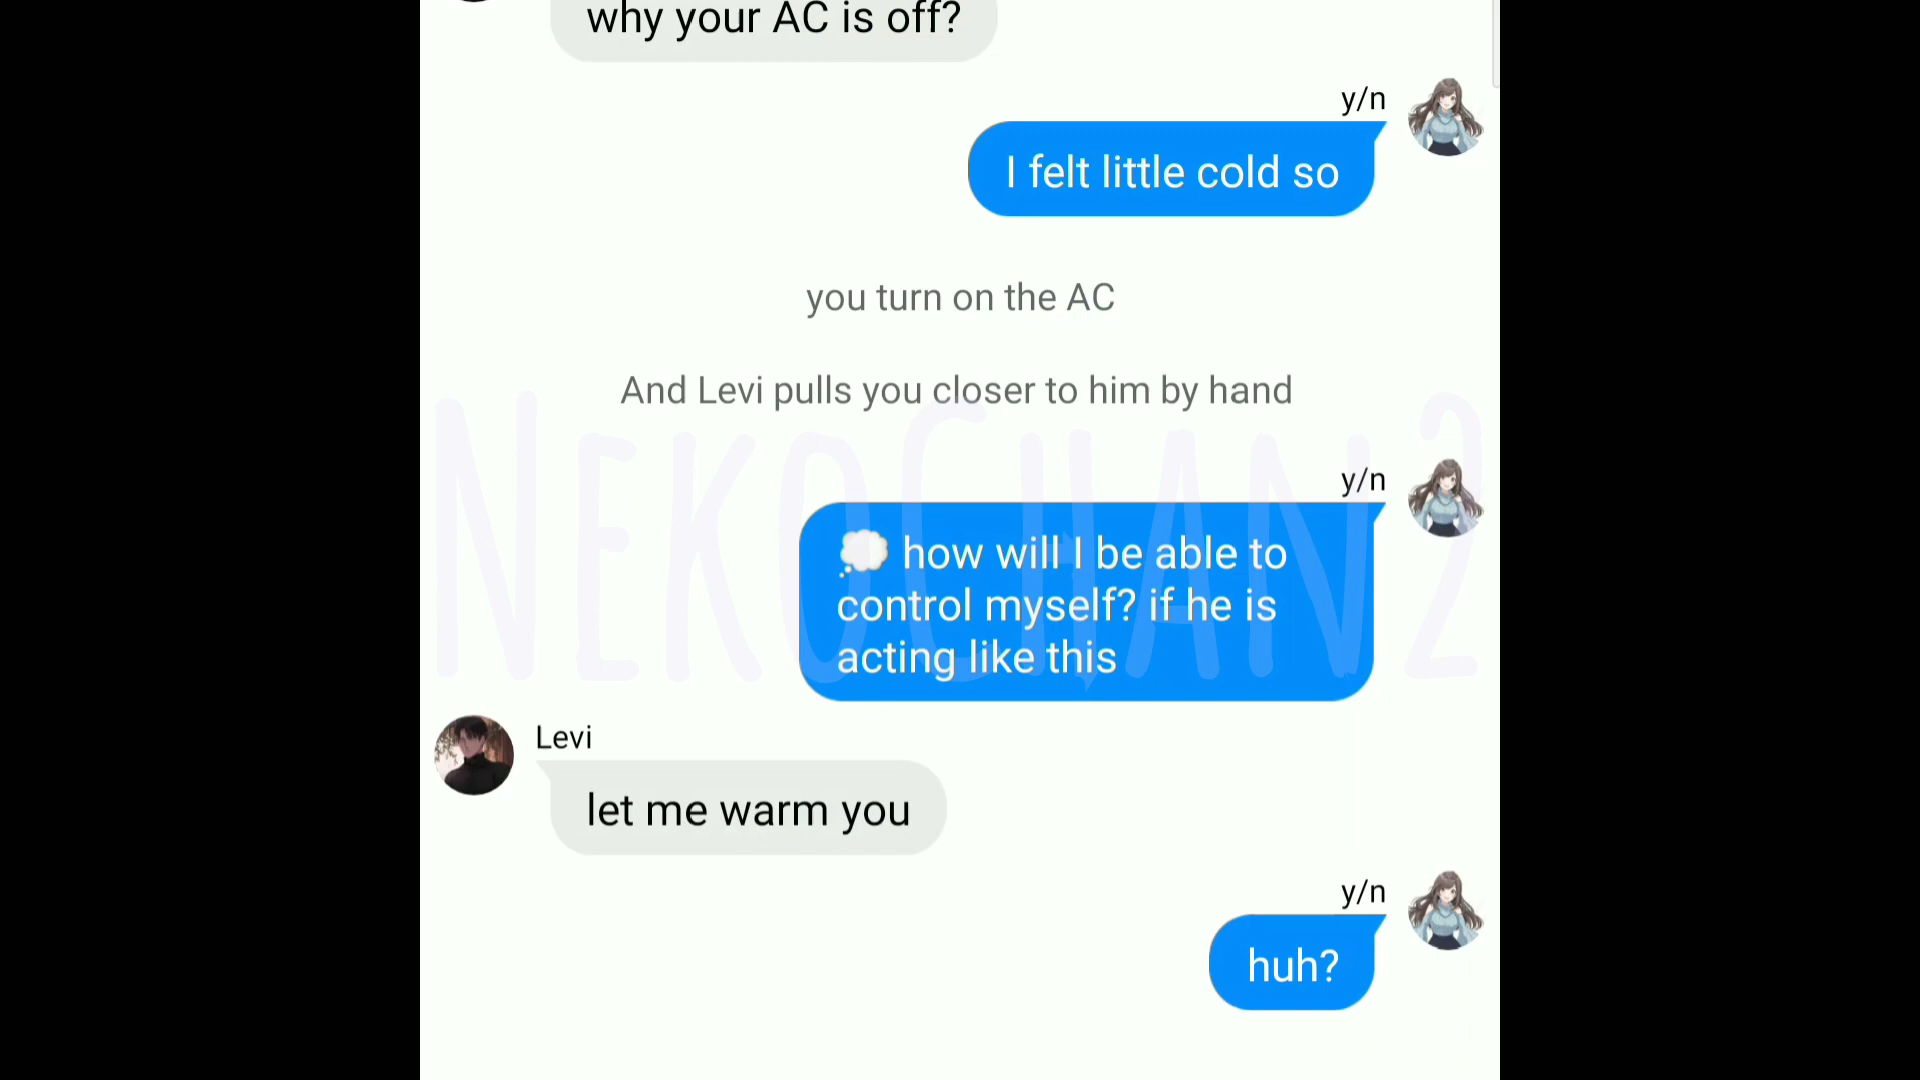 why your AC is off?
y/n
I felt little cold so
you turn on the AC
And Levi pulls you closer to him by hand
y/n
💭 how will I be able to
control myself? if he is
acting like this
NEKOCHAN2
Levi
let me warm you
y/n
huh?